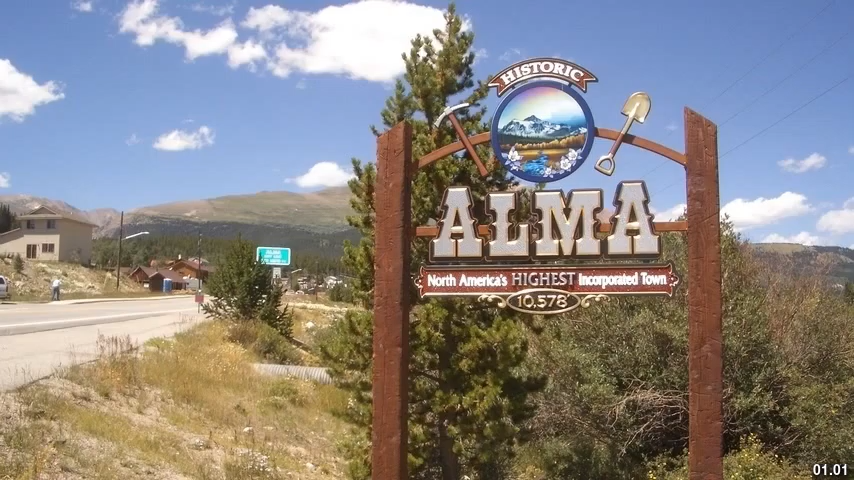 HISTORIC
ALMA
North America's HIGHEST Incorporated Town
10,578'
01.01